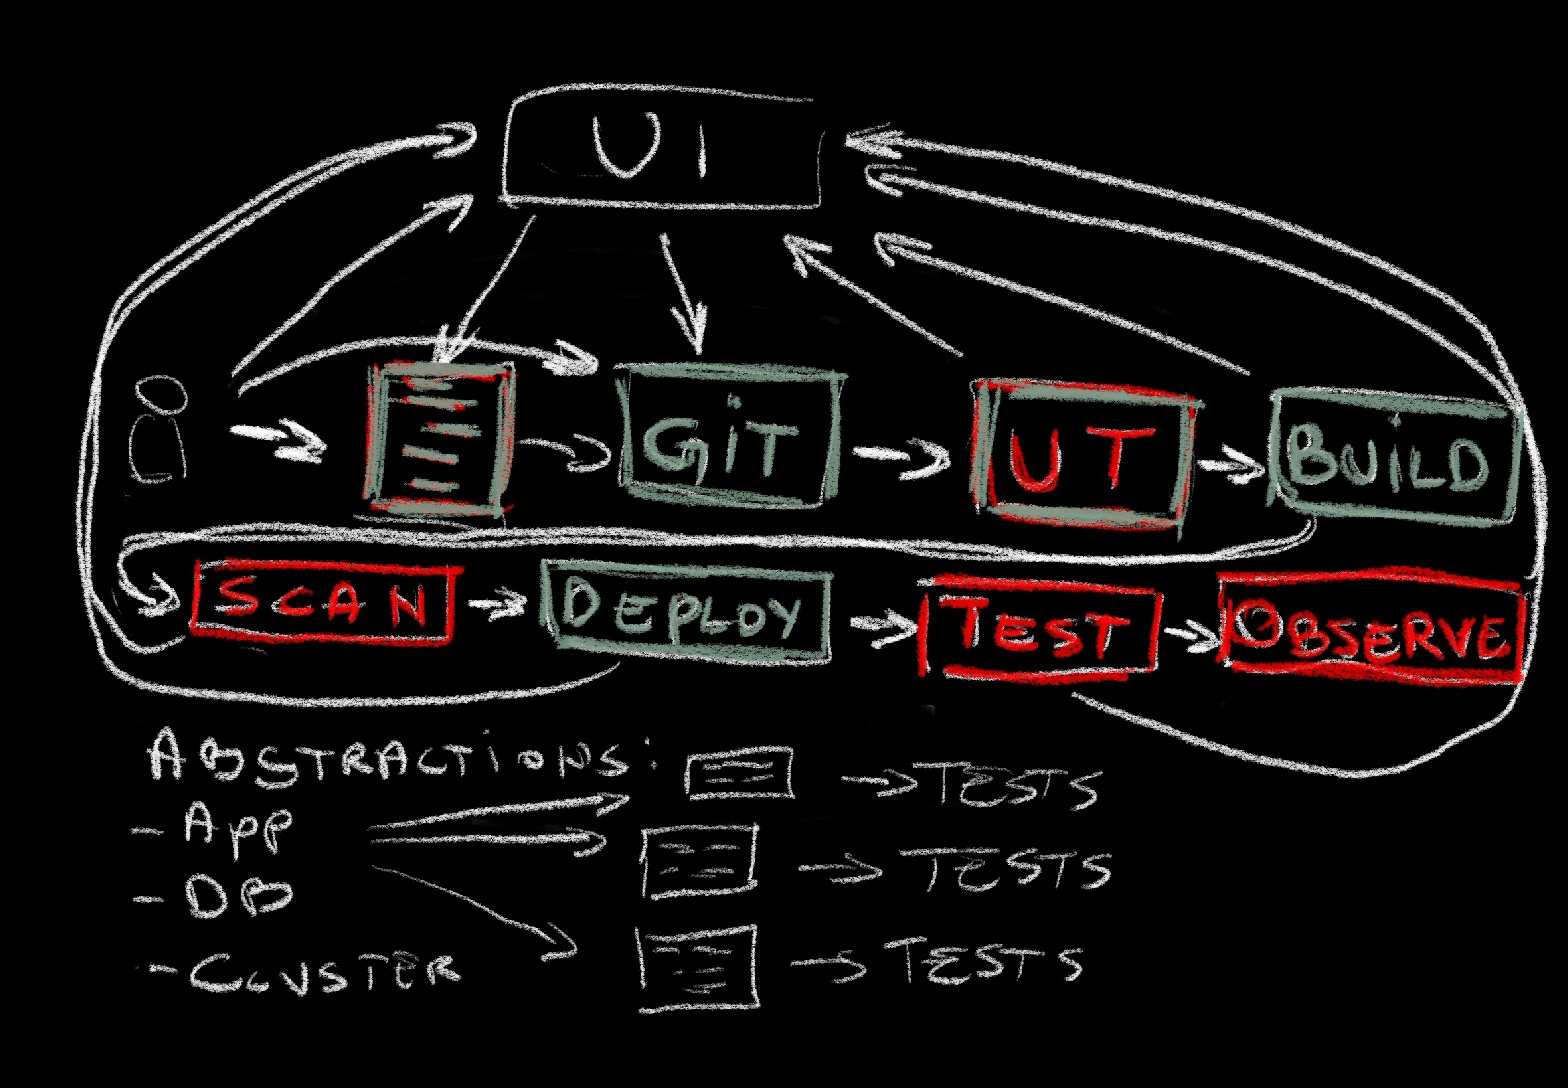 UI
GiT
UT
BUiLD
SCAN
DEPLOY
TEST
OBSERVE
ABSTRACTiONS:
- APP
- DB
- CLUSTER
TESTS
TESTS
TESTS